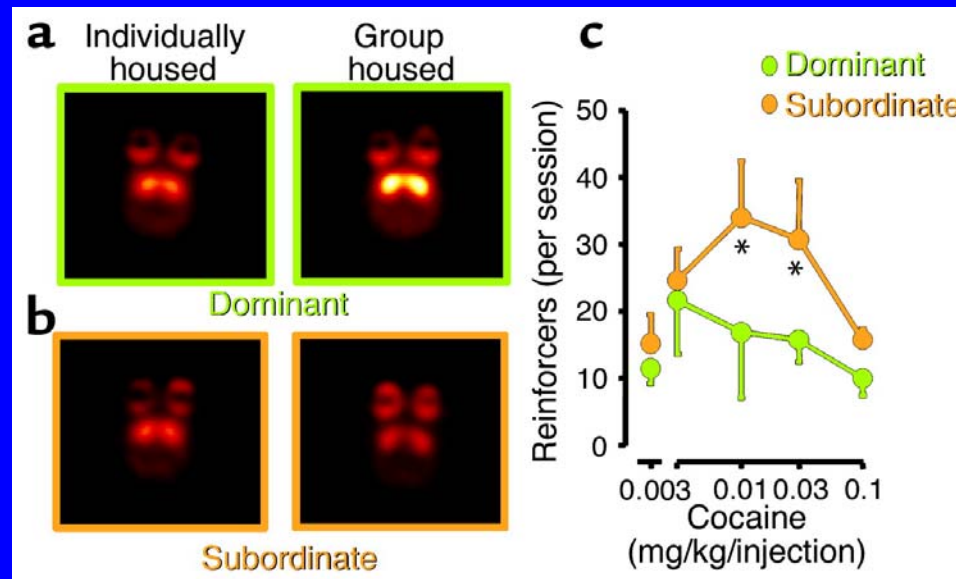 a
Individually
housed
Group
housed
Dominant
b
Subordinate
c
Dominant
Subordinate
Reinforcers (per session)
50
40
30
20
10
0
*
*
0.003
0.01
0.03
0.1
Cocaine
(mg/kg/injection)